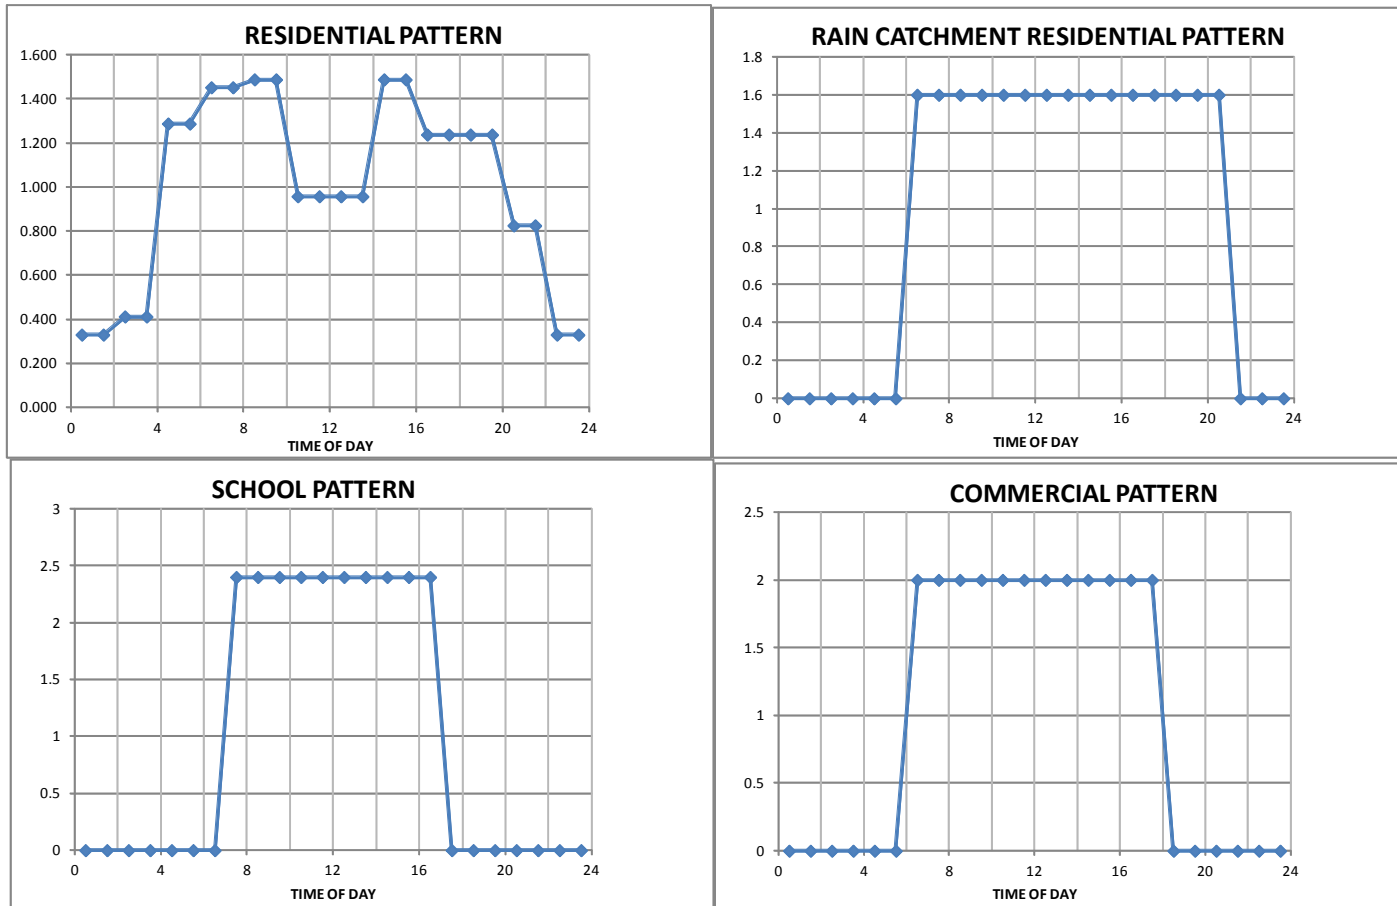 RESIDENTIAL PATTERN
1.600
1.400
1.200
1.000
0.800
0.600
0.400
0.200
0.000
0 4 8 12 16 20 24
TIME OF DAY
RAIN CATCHMENT RESIDENTIAL PATTERN
1.8
1.6
1.4
1.2
1
0.8
0.6
0.4
0.2
0
0 4 8 12 16 20 24
TIME OF DAY
SCHOOL PATTERN
3
2.5
2
1.5
1
0.5
0
0 4 8 12 16 20 24
TIME OF DAY
COMMERCIAL PATTERN
2.5
2
1.5
1
0.5
0
0 4 8 12 16 20 24
TIME OF DAY